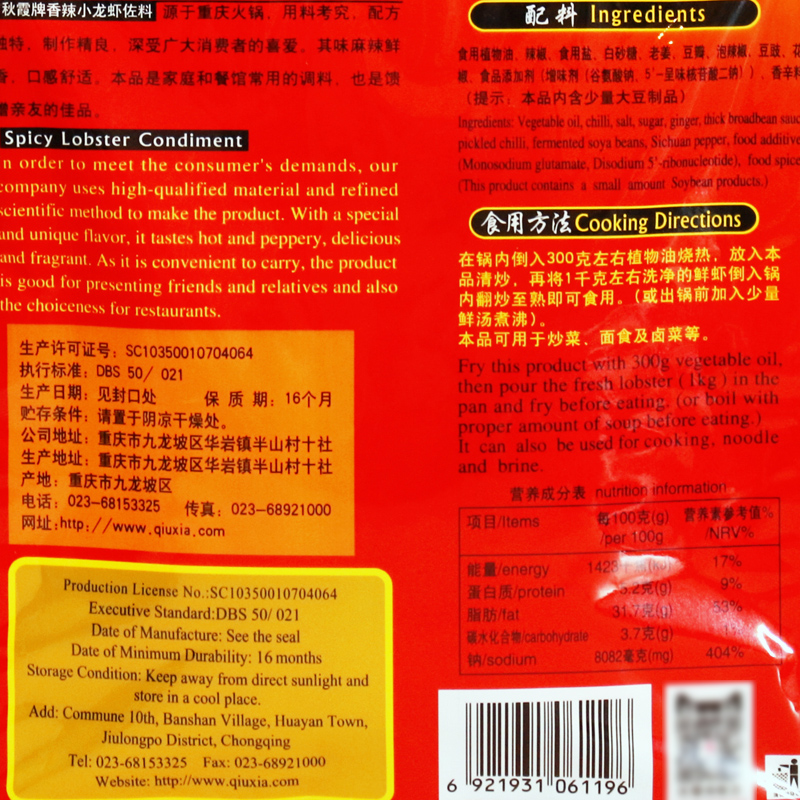 秋霞牌香辣小龙虾佐料 源于重庆火锅，用料考究，配方
独特，制作精良，深受广大消费者的喜爱。其味麻辣鲜
香，口感舒适。本品是家庭和餐馆常用的调料，也是馈
赠亲友的佳品。
Spicy Lobster Condiment
In order to meet the consumer's demands, our
company uses high-qualified material and refined
scientific method to make the product. With a special
and unique flavor, it tastes hot and peppery, delicious
and fragrant. As it is convenient to carry, the product
is good for presenting friends and relatives and also
the choiceness for restaurants.
生产许可证号：SC10350010704064
执行标准：DBS 50/ 021
生产日期：见封口处 保 质 期：16个月
贮存条件：请置于阴凉干燥处。
公司地址：重庆市九龙坡区华岩镇半山村十社
生产地址：重庆市九龙坡区华岩镇半山村十社
产地：重庆市九龙坡区
电话：023-68153325 传真：023-68921000
网址:http://www.qiuxia.com
Production License No.:SC10350010704064
Executive Standard:DBS 50/ 021
Date of Manufacture: See the seal
Date of Minimum Durability: 16 months
Storage Condition: Keep away from direct sunlight and
store in a cool place.
Add: Commune 10th, Banshan Village, Huayan Town,
Jiulongpo District, Chongqing
Tel: 023-68153325 Fax: 023-68921000
Website: http://www.qiuxia.com
配 料 Ingredients
食用植物油、辣椒、食用盐、白砂糖、老姜、豆瓣、泡辣椒、豆豉、花
椒、食品添加剂（增味剂（谷氨酸钠、5'-呈味核苷酸二钠））、香辛料
（提示：本品内含少量大豆制品）
Ingredients: Vegetable oil, chilli, salt, sugar, ginger, thick broadbean sauc
pickled chilli, fermented soya beans, Sichuan pepper, food additive
(Monosodium glutamate, Disodium 5'-ribonucleotide), food spice
(This product contains a small amount Soybean products.)
食用方法 Cooking Directions
在锅内倒入300克左右植物油烧热，放入本
品清炒，再将1千克左右洗净的鲜虾倒入锅
内翻炒至熟即可食用。（或出锅前加入少量
鲜汤煮沸）。
本品可用于炒菜、面食及卤菜等。
Fry this product with 300g vegetable oil,
then pour the fresh lobster (1kg) in the
pan and fry before eating. (or boil with
proper amount of soup before eating.)
It can also be used for cooking, noodle
and brine.
营养成分表 nutrition information
项目/Items 每100克(g) 营养素参考值%
/per 100g /NRV%
能量/energy 17%
蛋白质/protein 9%
脂肪/fat 31.7克(g)
碳水化合物/carbohydrate 3.7克(g) 1%
钠/sodium 8082毫克(mg) 404%
6 921931 061196